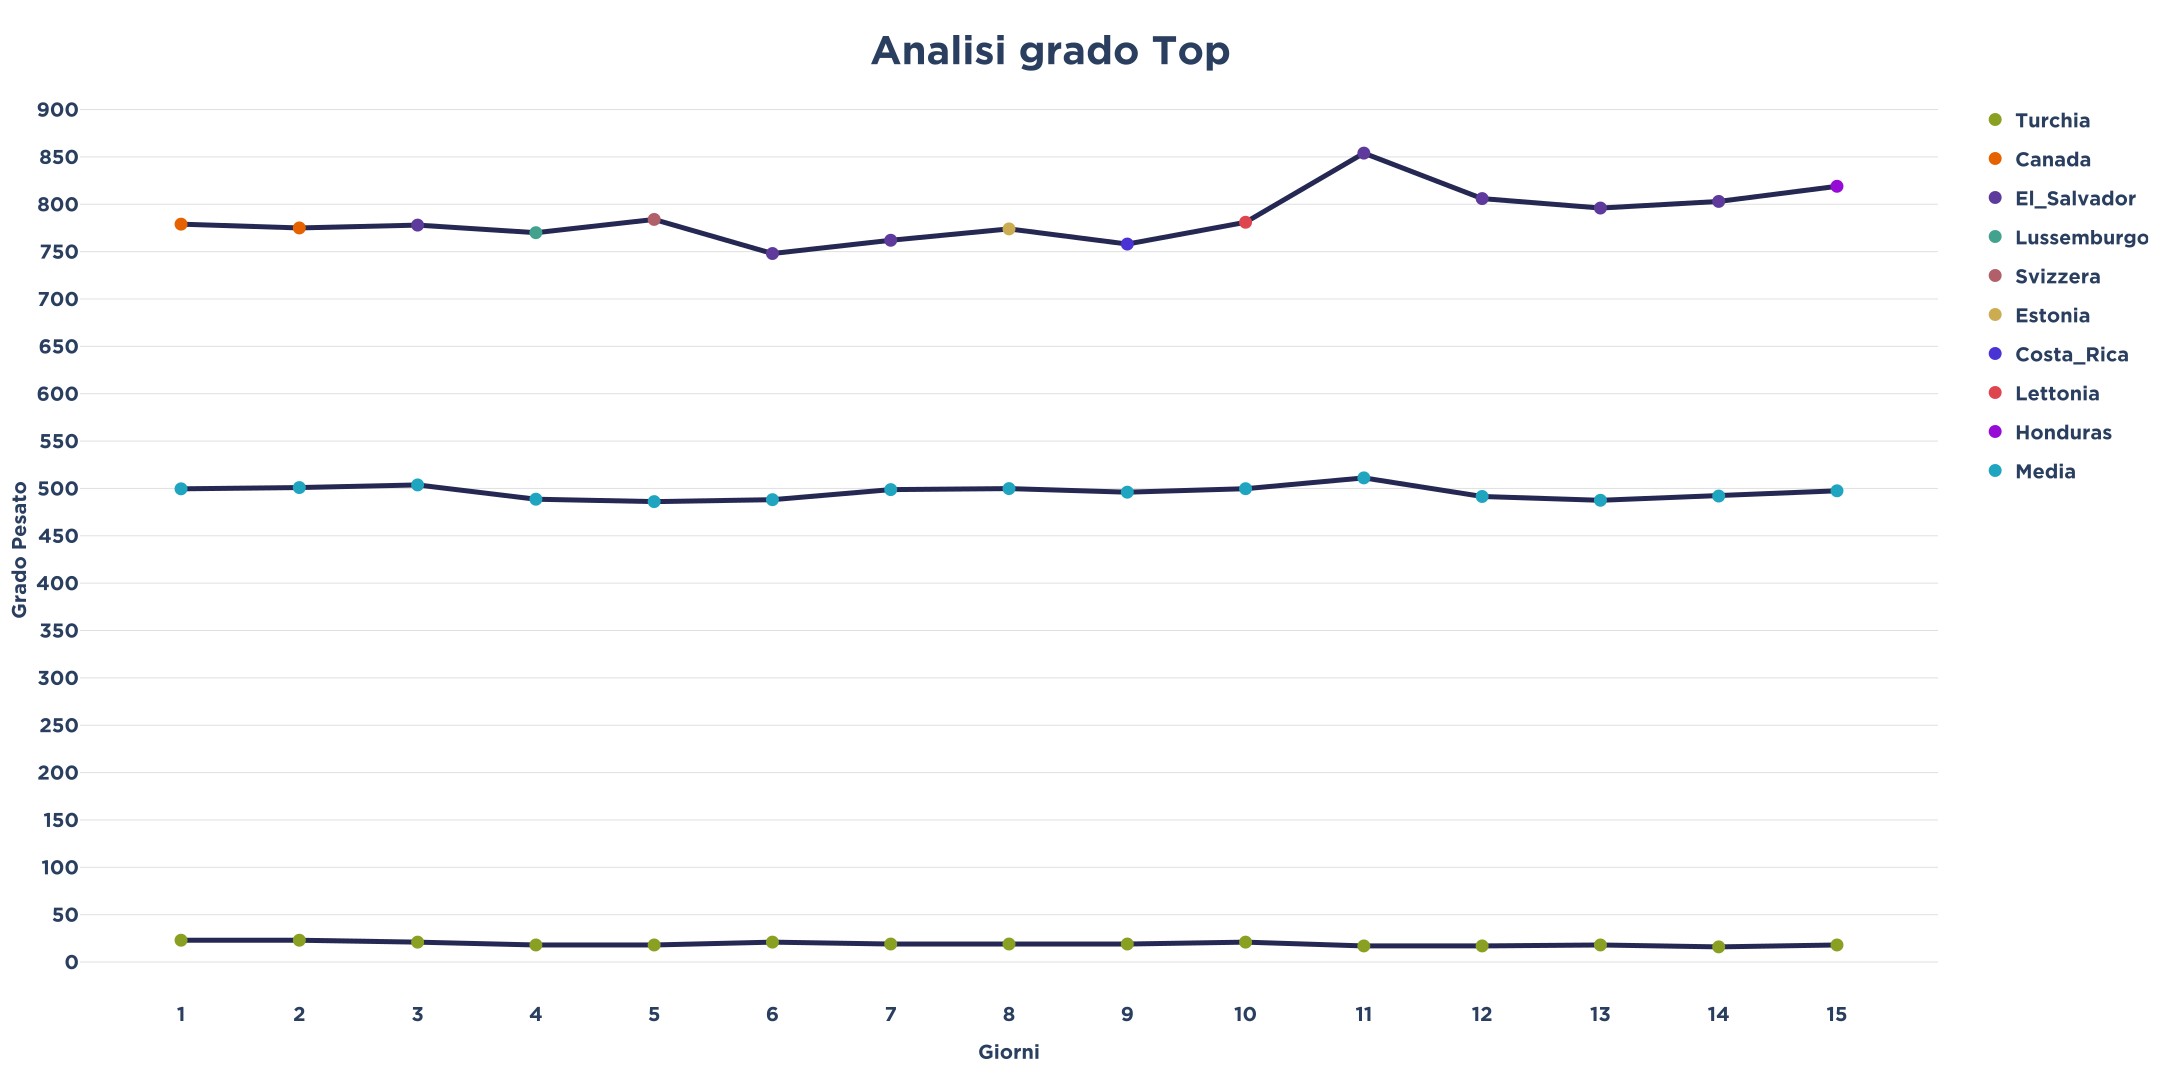 Analisi grado Top
900
850
800
750
700
650
600
550
500
450
400
350
300
250
200
150
100
50
0
Grado Pesato
1 2 3 4 5 6 7 8 9 10 11 12 13 14 15
Giorni
Turchia
Canada
El_Salvador
Lussemburgo
Svizzera
Estonia
Costa_Rica
Lettonia
Honduras
Media